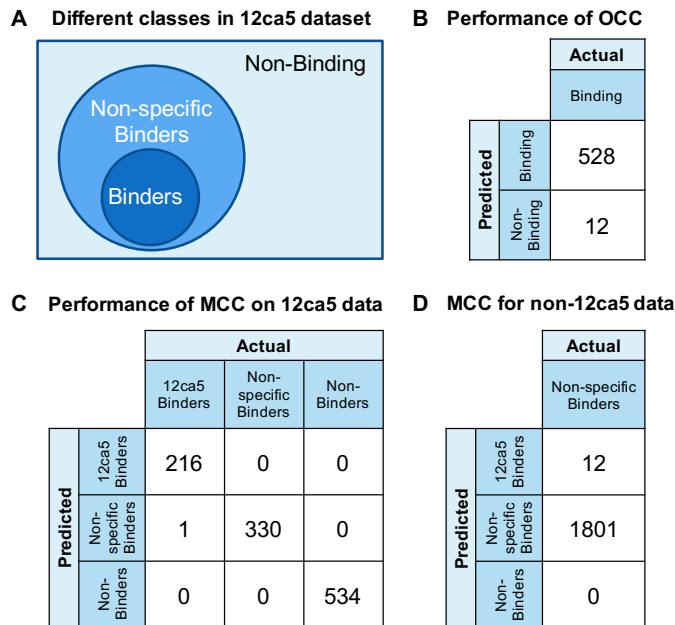 A Different classes in 12ca5 dataset
Non-Binding
Non-specific
Binders
Binders
B Performance of OCC
Actual
Binding
Predicted
Binding
528
Non-
Binding
12
C Performance of MCC on 12ca5 data
Actual
12ca5
Binders
Non-
specific
Binders
Non-
Binders
Predicted
12ca5
Binders
216 0 0
Non-
specific
Binders
1 330 0
Non-
Binders
0 0 534
D MCC for non-12ca5 data
Actual
Non-specific
Binders
Predicted
12ca5
Binders
12
Non-
specific
Binders
1801
Non-
Binders
0